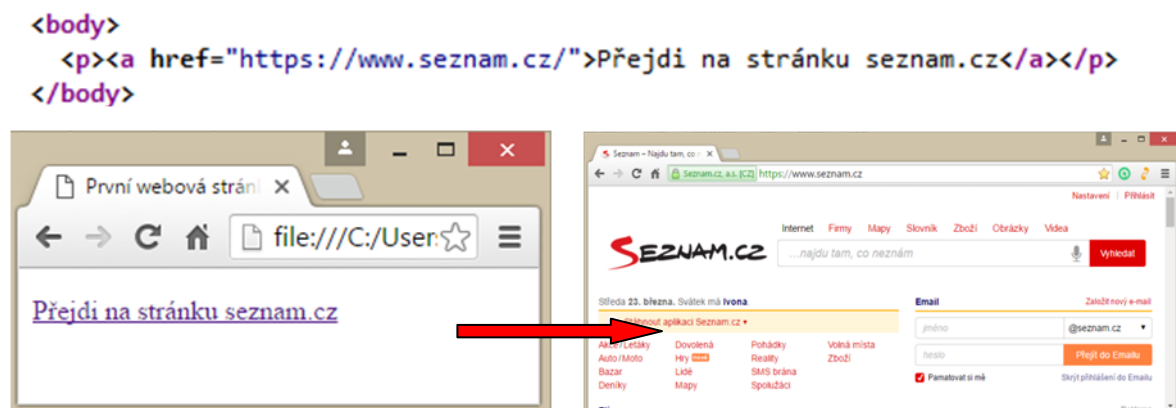 <body>
<p><a href="https://www.seznam.cz/">Přejdi na stránku seznam.cz</a></p>
</body>
První webová strán
file:///C:/User
Přejdi na stránku seznam.cz
Seznam – Najdu tam, co
Seznam.cz, a.s. [CZ] https://www.seznam.cz
Nastavení | Přihlásit
Internet Firmy Mapy Slovník Zboží Obrázky Videa
SEZNAM.CZ
...najdu tam, co neznám
Vyhledat
Středa 23. března. Svátek má Ivona
Stáhnout aplikaci Seznam.cz
Akce/Letáky Dovolená Pohádky Volná místa
Auto/Moto Hry Reality Zboží
Bazar Lidé SMS brána
Deníky Mapy Spolužáci
Email Založit nový e-mail
jméno @seznam.cz
heslo Přejít do Emailu
Pamatovat si mě Skrýt přihlášení do Emailu